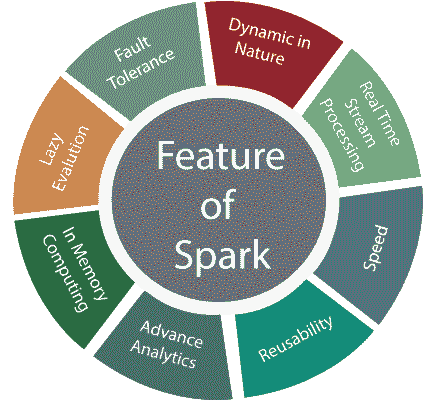 Feature
of
Spark
Dynamic in
Nature
Real Time
Stream
Processing
Speed
Reusability
Advance
Analytics
In Memory
Computing
Lazy
Evalution
Fault
Tolerance